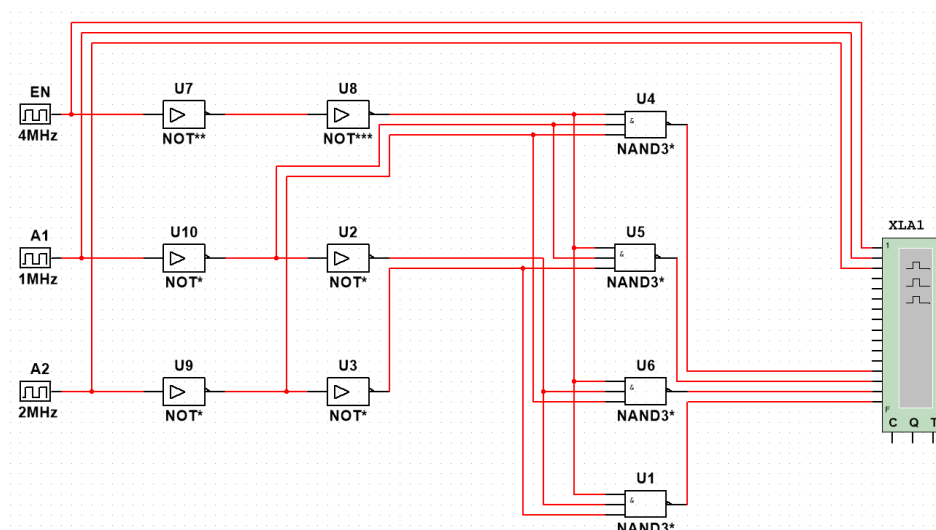 EN
4MHz
U7
NOT**
U8
NOT***
U4
&
NAND3*
A1
1MHz
U10
NOT*
U2
NOT*
U5
&
NAND3*
XLA1
1
F
C Q T
A2
2MHz
U9
NOT*
U3
NOT*
U6
&
NAND3*
U1
&
NAND3*